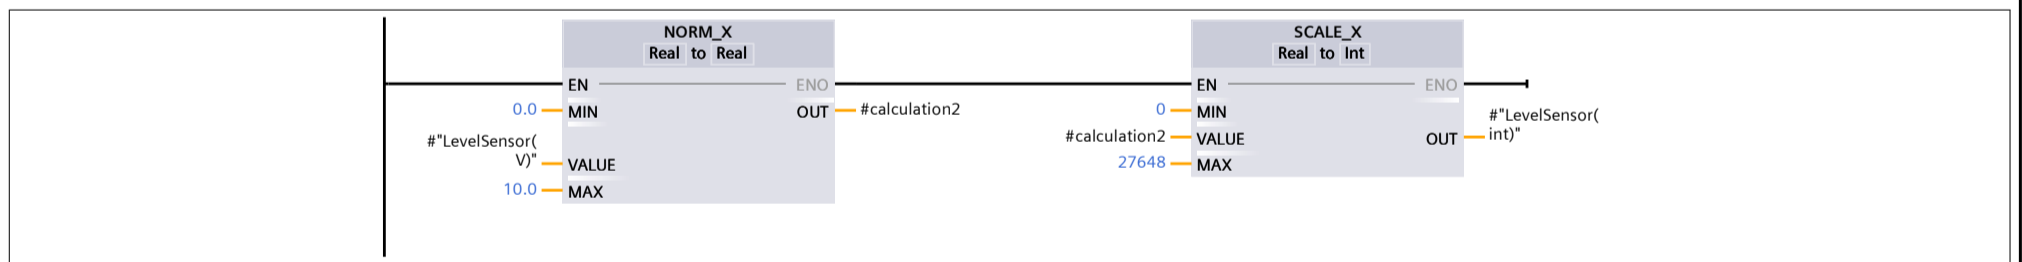 NORM_X
Real to Real
EN ENO
0.0 MIN OUT #calculation2
#"LevelSensor(
V)" VALUE
10.0 MAX
SCALE_X
Real to Int
EN ENO
0 MIN
#calculation2 VALUE OUT #"LevelSensor(
int)"
27648 MAX